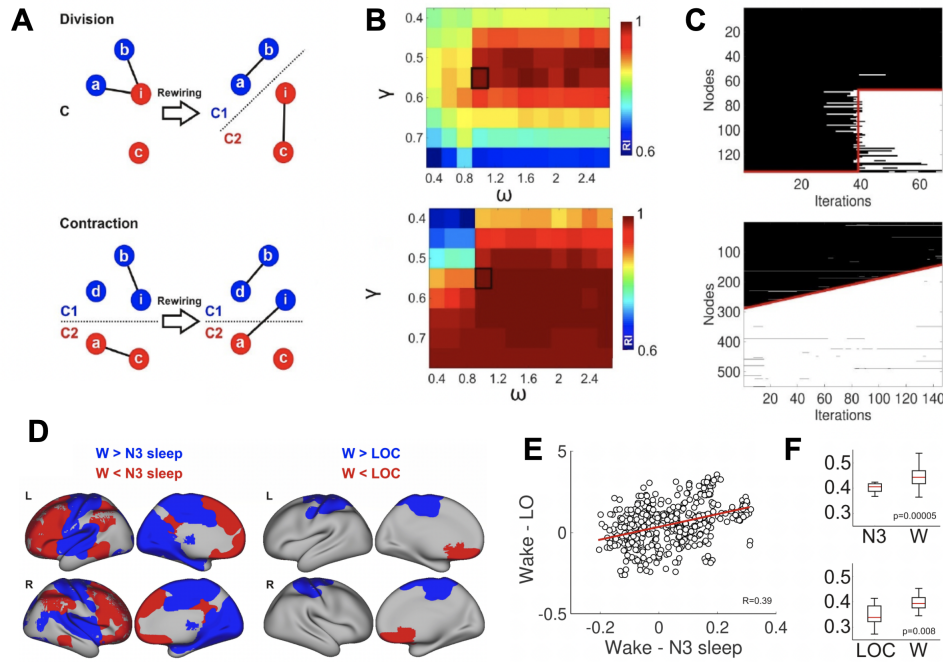 A
Division
b
a
i
C
c
Rewiring
b
a
i
C1
C2
c
Contraction
b
d
i
C1
C2
a
c
Rewiring
b
d
i
C1
C2
a
c
B
0.4
0.5
0.6
0.7
γ
0.4 0.8 1.2 1.6 2 2.4
ω
1
RI
0.6
0.4
0.5
0.6
0.7
γ
0.4 0.8 1.2 1.6 2 2.4
ω
1
RI
0.6
C
Nodes
20
40
60
80
100
120
20 40 60
Iterations
Nodes
100
200
300
400
500
20 40 60 80 100 120 140
Iterations
D
W > N3 sleep
W < N3 sleep
W > LOC
W < LOC
L
L
R
R
E
Wake - LO
5
0
-0.5
-0.2 0 0.2 0.4
Wake - N3 sleep
R=0.39
F
0.5
0.4
0.3
p=0.00005
N3 W
0.5
0.4
0.3
p=0.008
LOC W